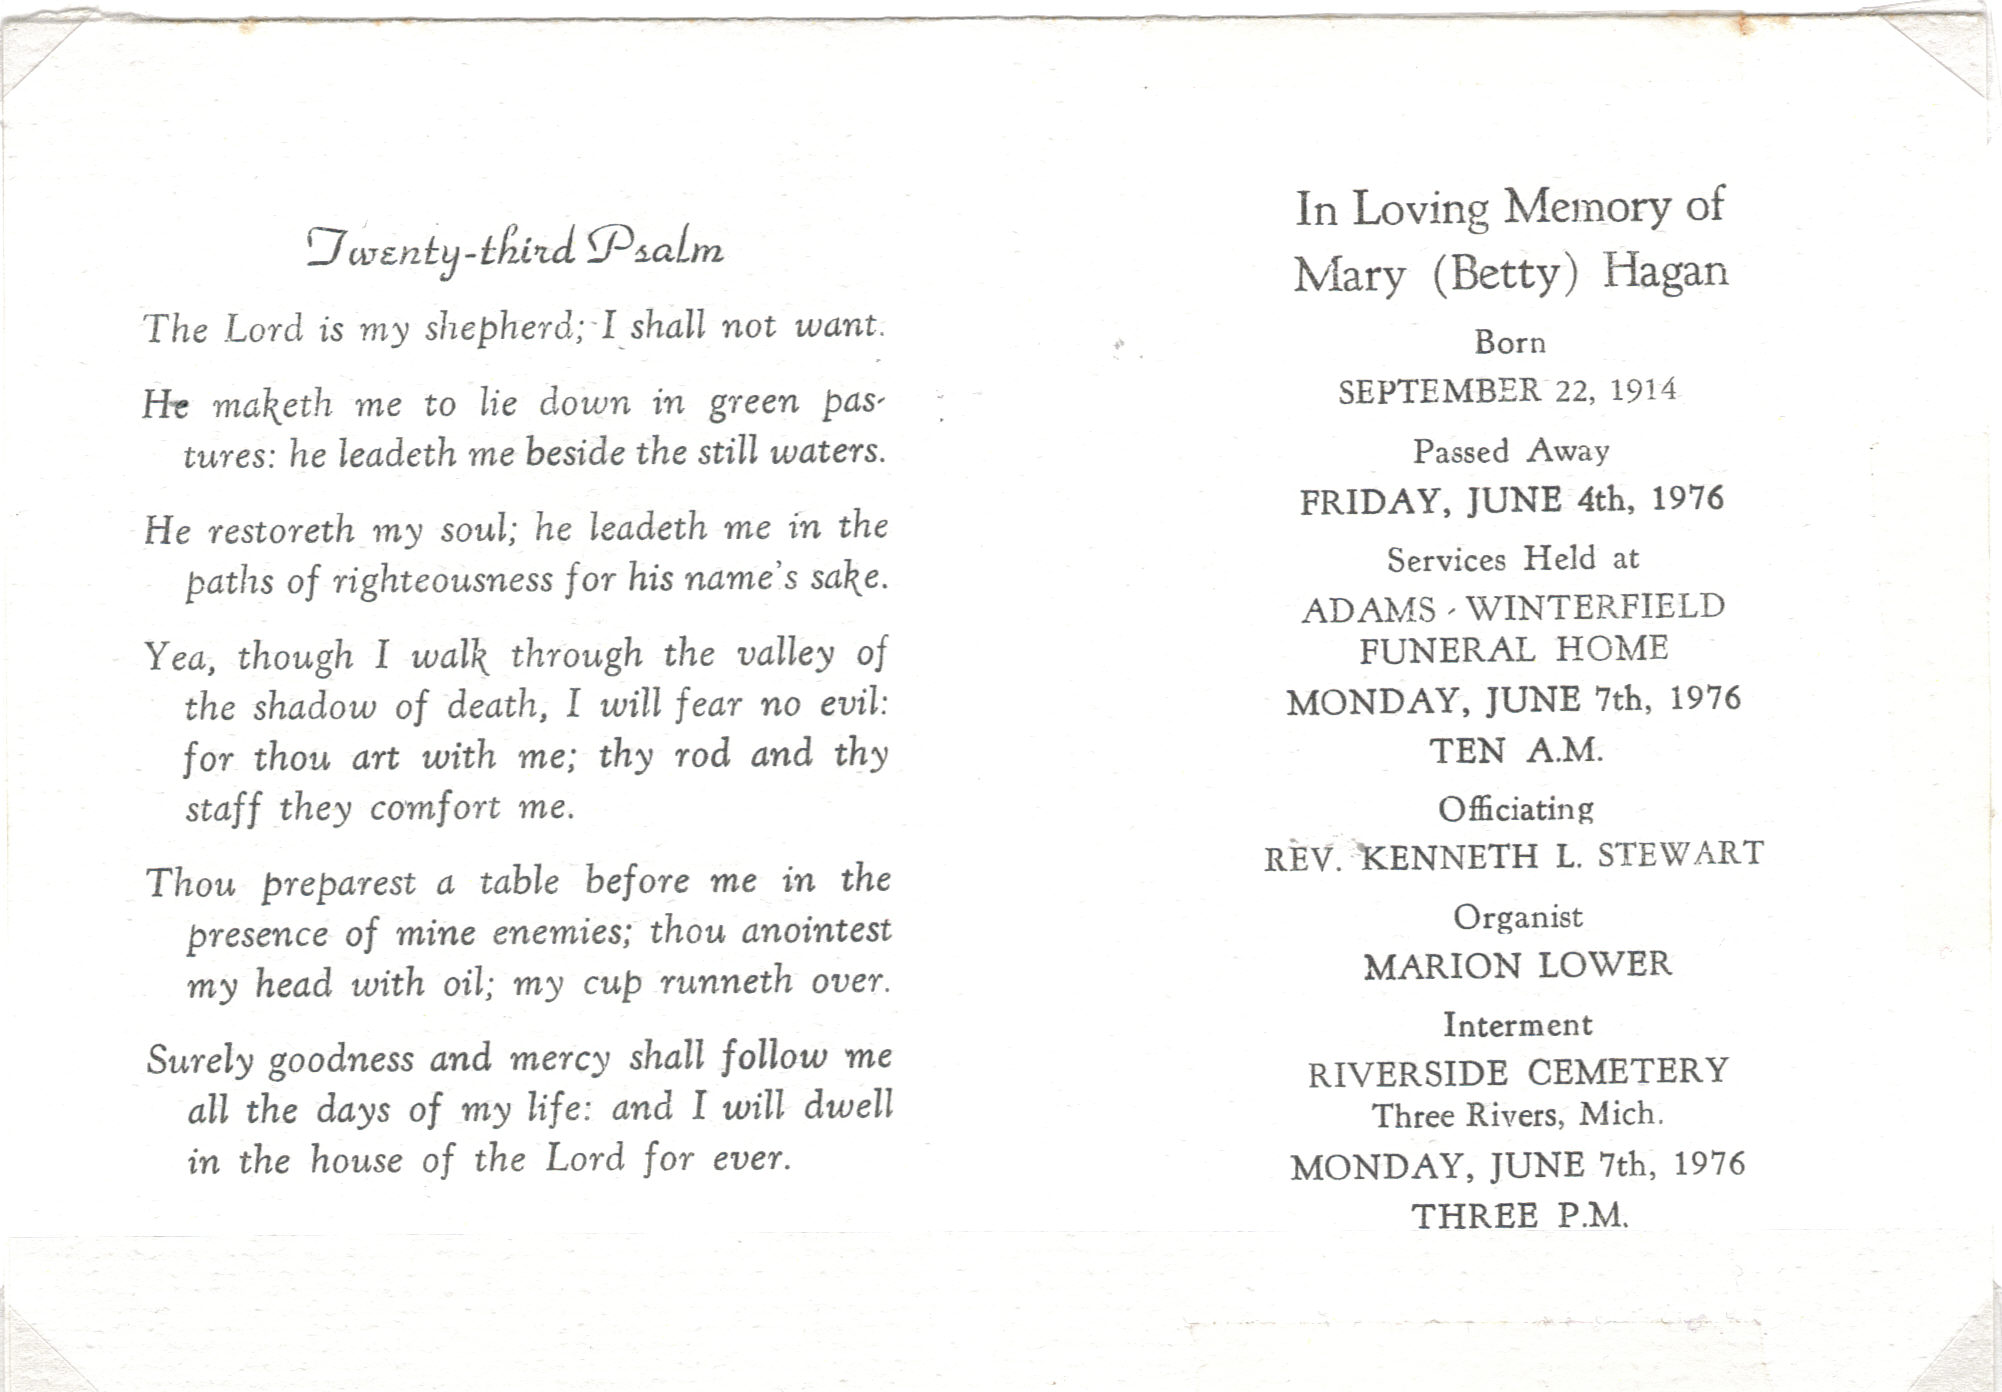 Twenty-third Psalm
The Lord is my shepherd; I shall not want.
He maketh me to lie down in green pas-
tures: he leadeth me beside the still waters.
He restoreth my soul; he leadeth me in the
paths of righteousness for his name's sake.
Yea, though I walk through the valley of
the shadow of death, I will fear no evil:
for thou art with me; thy rod and thy
staff they comfort me.
Thou preparest a table before me in the
presence of mine enemies; thou anointest
my head with oil; my cup runneth over.
Surely goodness and mercy shall follow me
all the days of my life: and I will dwell
in the house of the Lord for ever.
In Loving Memory of
Mary (Betty) Hagan
Born
SEPTEMBER 22, 1914
Passed Away
FRIDAY, JUNE 4th, 1976
Services Held at
ADAMS - WINTERFIELD
FUNERAL HOME
MONDAY, JUNE 7th, 1976
TEN A.M.
Officiating
REV. KENNETH L. STEWART
Organist
MARION LOWER
Interment
RIVERSIDE CEMETERY
Three Rivers, Mich.
MONDAY, JUNE 7th, 1976
THREE P.M.